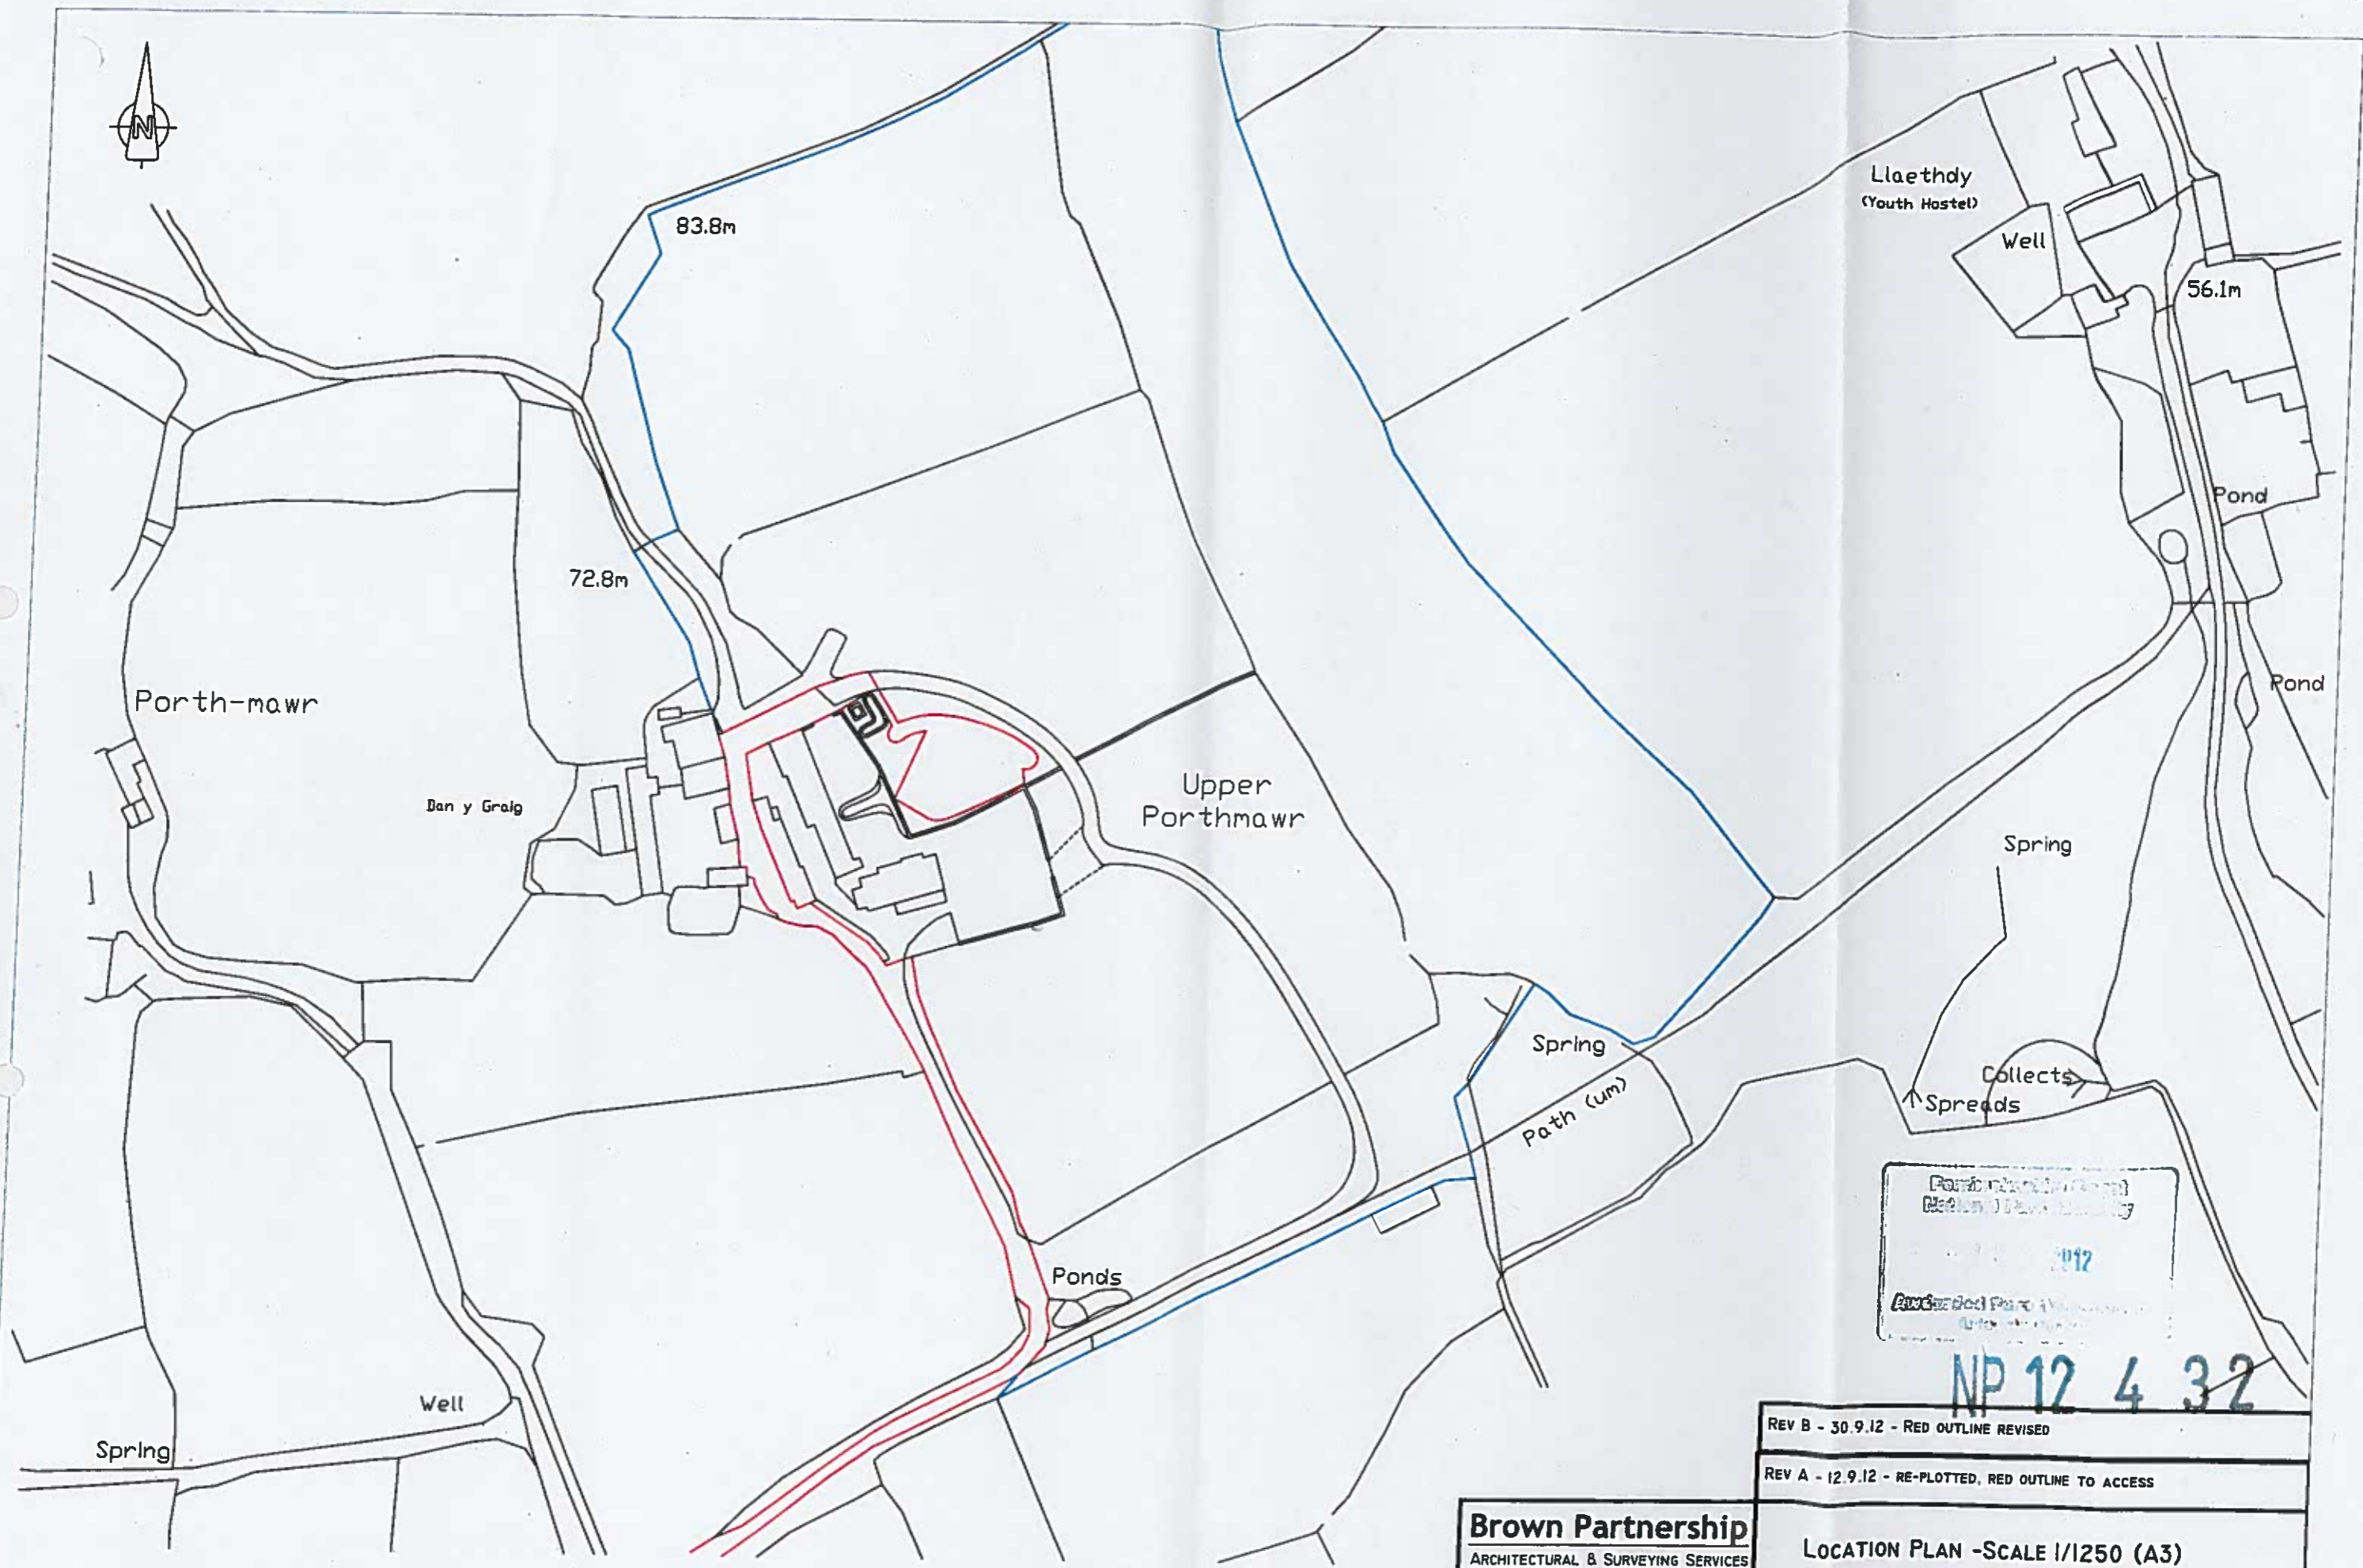 N
83.8m
Llaethdy
(Youth Hostel)
Well
56.1m
Pond
72.8m
Pond
Porth-mawr
Upper
Porthmawr
Dan y Graig
Spring
Spring
Collects
Spreads
Path (um)
Ponds
Well
Spring
2012
NP 12 4 32
REV B - 30.9.12 - RED OUTLINE REVISED
REV A - 12.9.12 - RE-PLOTTED, RED OUTLINE TO ACCESS
Brown Partnership
ARCHITECTURAL & SURVEYING SERVICES
LOCATION PLAN -SCALE 1/1250 (A3)